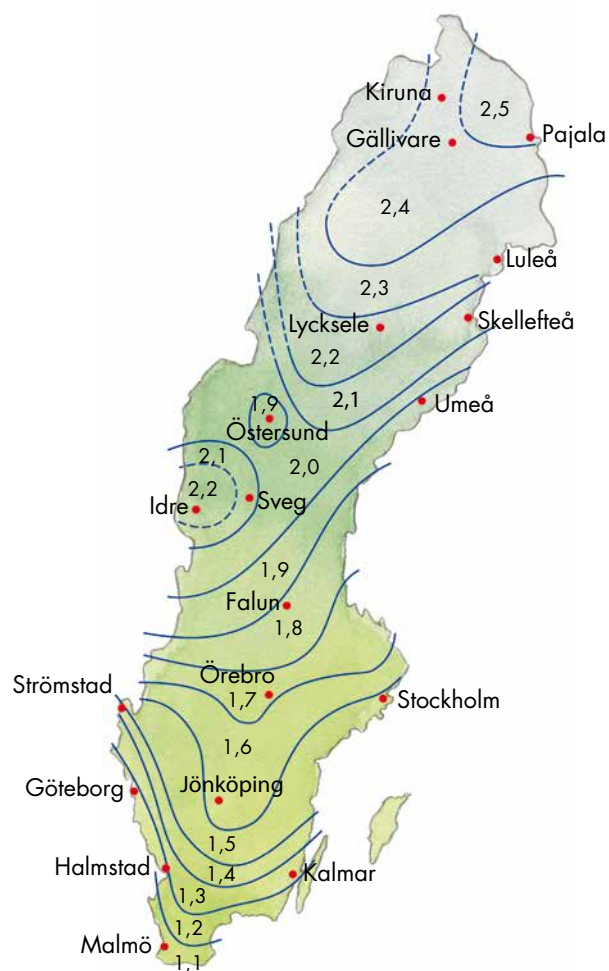 Kiruna
2,5
Gällivare
Pajala
2,4
Luleå
2,3
Lycksele
Skellefteå
2,2
2,1
1,9
Umeå
Östersund
2,1
2,0
2,2
Idre
Sveg
1,9
Falun
1,8
Örebro
Strömstad
1,7
Stockholm
1,6
Göteborg
Jönköping
1,5
Halmstad
1,4
Kalmar
1,3
1,2
Malmö
1,1